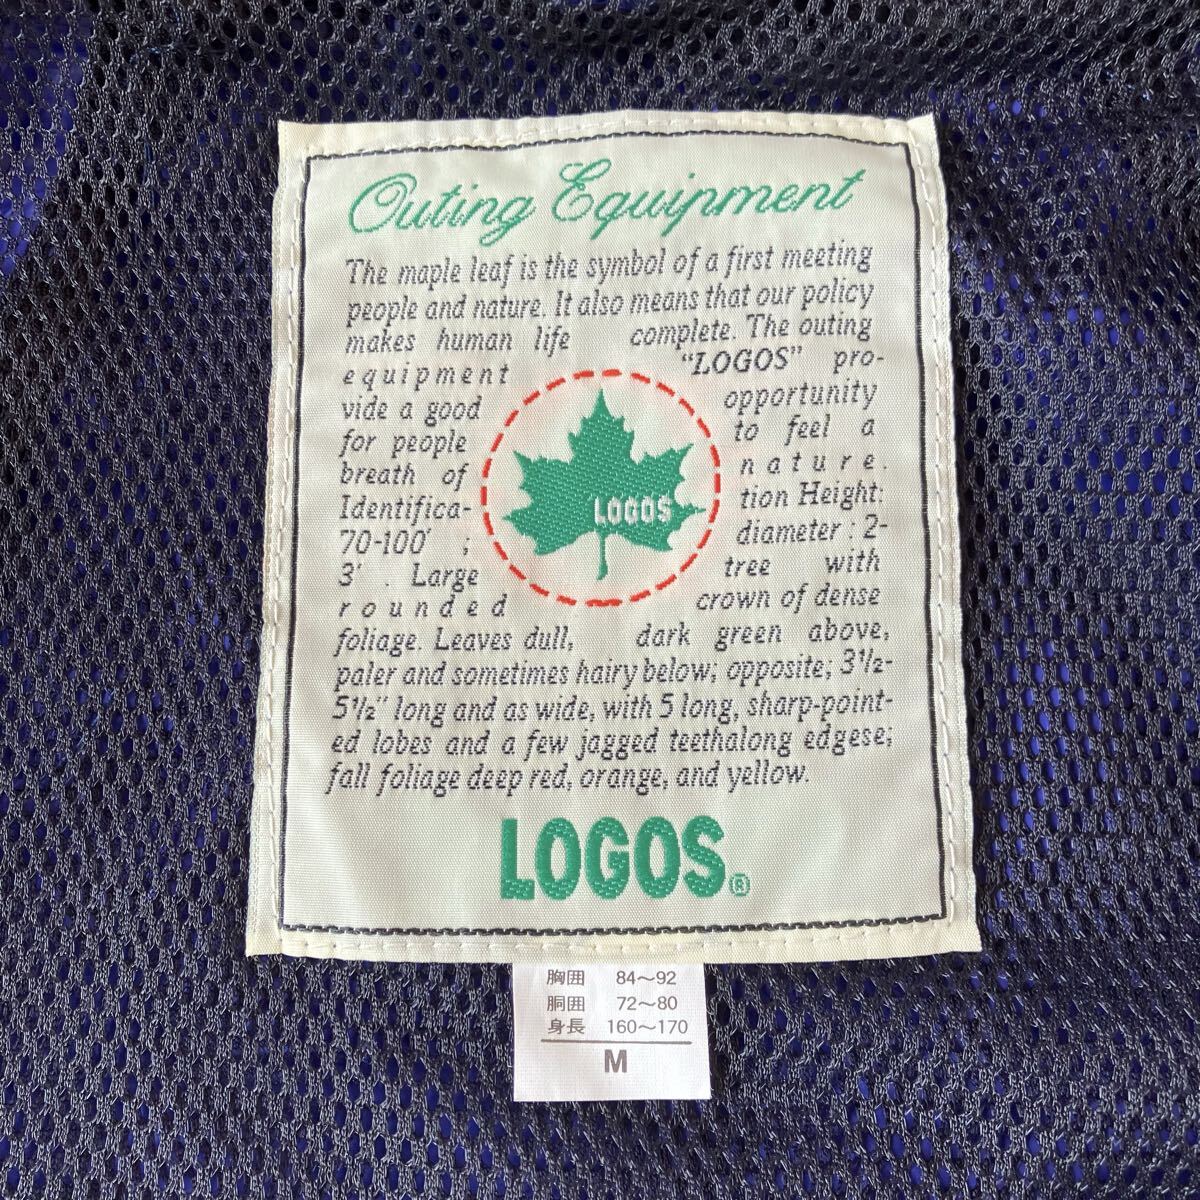 Outing Equipment
The maple leaf is the symbol of a first meeting
people and nature. It also means that our policy
makes human life complete. The outing
equipment "LOGOS" pro-
vide a good opportunity
for people to feel a
breath of nature.
Identifica- tion Height:
70-100' ; diameter : 2-
3' . Large tree with
rounded crown of dense
foliage. Leaves dull, dark green above,
paler and sometimes hairy below; opposite; 3½-
5½" long and as wide, with 5 long, sharp-point-
ed lobes and a few jagged teethalong edgese;
fall foliage deep red, orange, and yellow.
LOGOS
LOGOS®
胸囲 84〜92
胴囲 72〜80
身長 160〜170
M